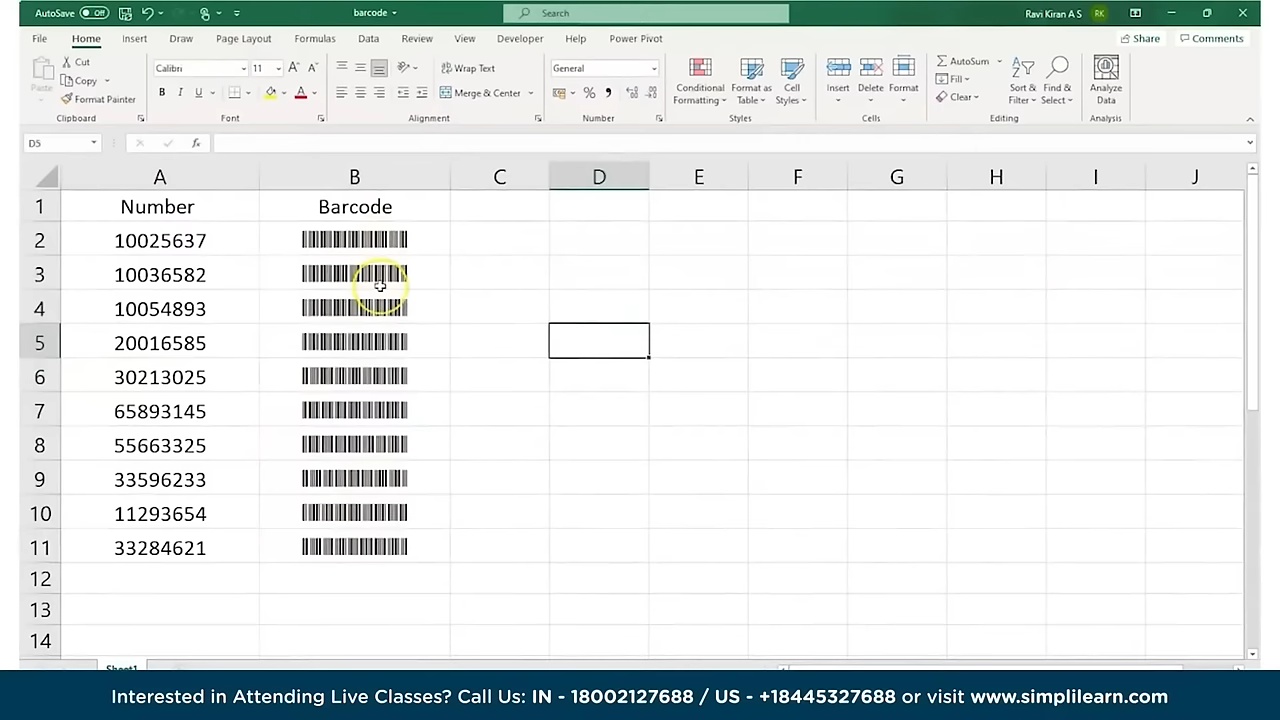 AutoSave Off barcode Search Ravi Kiran A S RK
File Home Insert Draw Page Layout Formulas Data Review View Developer Help Power Pivot Share Comments
Paste Cut Copy Format Painter Clipboard
Calibri 11 A A B I U A Font
Wrap Text Merge & Center Alignment
General % Number
Conditional Formatting Format as Table Cell Styles Styles
Insert Delete Format Cells
AutoSum Fill Clear Sort & Filter Find & Select Editing
Analyze Data Analysis
D5 fx
A B C D E F G H I J
1 Number Barcode
2 10025637
3 10036582
4 10054893
5 20016585
6 30213025
7 65893145
8 55663325
9 33596233
10 11293654
11 33284621
12
13
14
Sheet1
Interested in Attending Live Classes? Call Us: IN - 18002127688 / US - +18445327688 or visit www.simplilearn.com